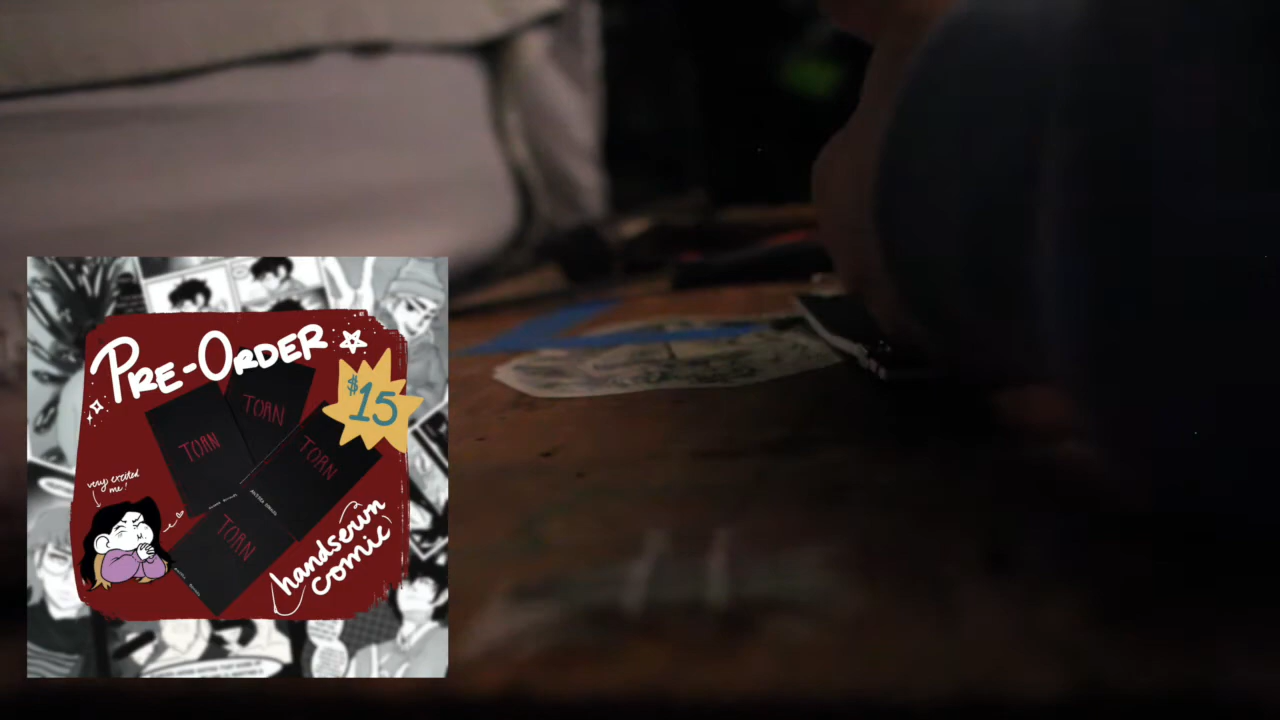 PRE-ORDER
$15
TORN
TORN
TORN
TORN
very excited
me!
handsewn
comic